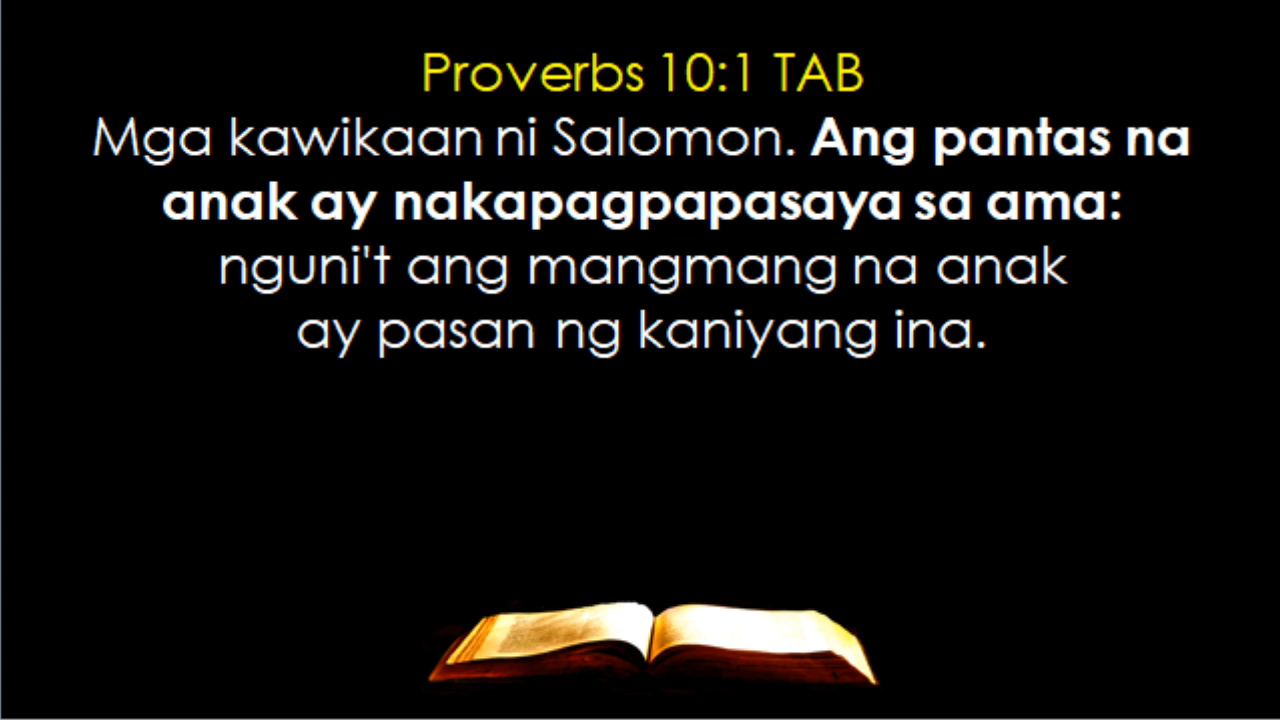 Proverbs 10:1 TAB
Mga kawikaan ni Salomon. Ang pantas na
anak ay nakapagpapasaya sa ama:
nguni't ang mangmang na anak
ay pasan ng kaniyang ina.